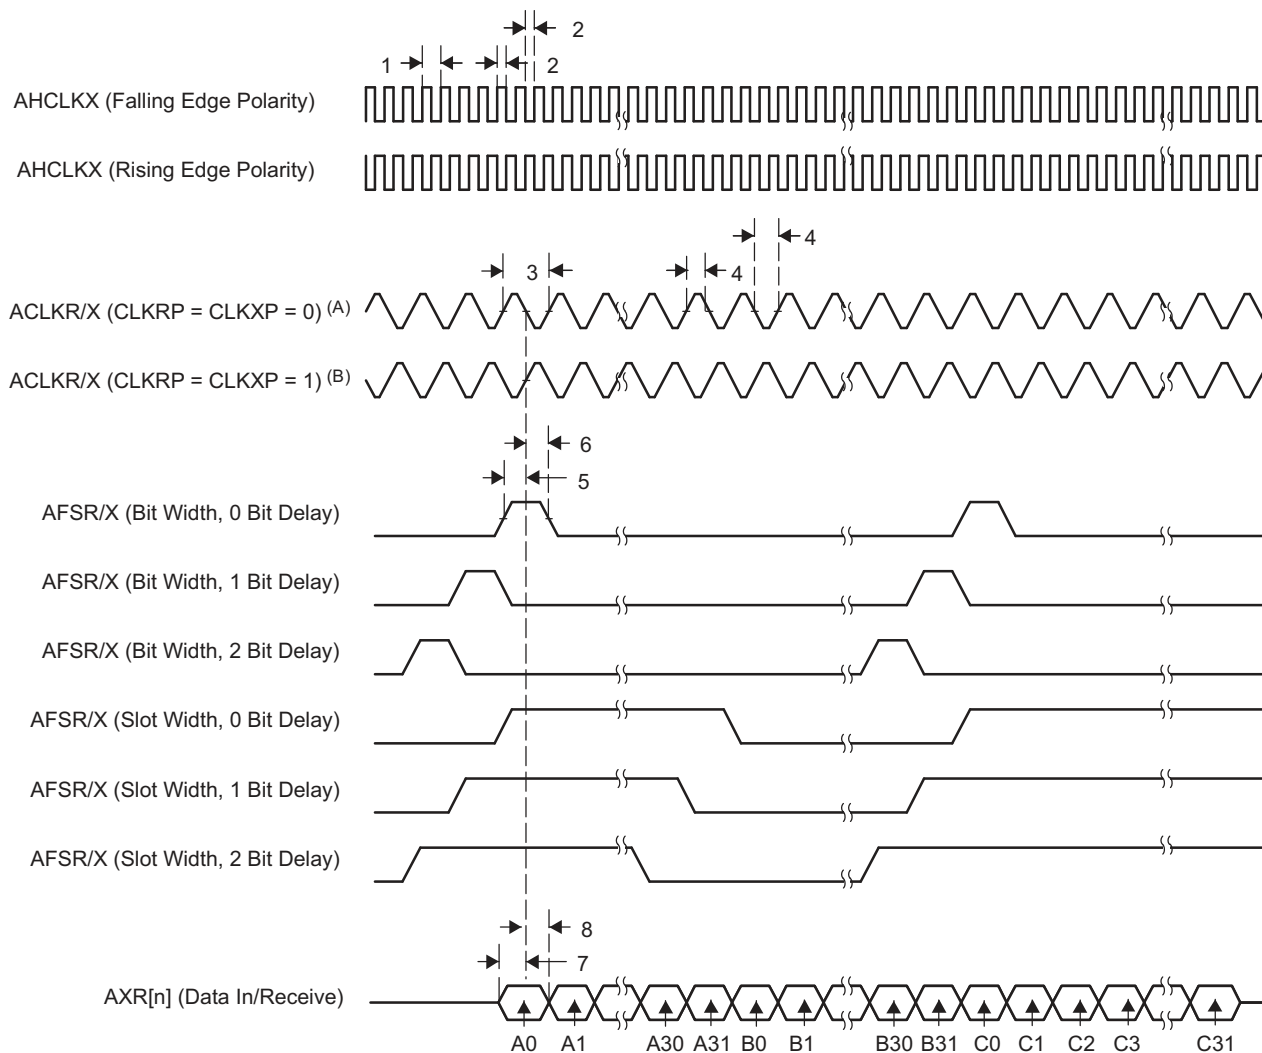 2
1
2
AHCLKX (Falling Edge Polarity)
AHCLKX (Rising Edge Polarity)
4
3
4
ACLKR/X (CLKRP = CLKXP = 0) (A)
ACLKR/X (CLKRP = CLKXP = 1) (B)
6
5
AFSR/X (Bit Width, 0 Bit Delay)
AFSR/X (Bit Width, 1 Bit Delay)
AFSR/X (Bit Width, 2 Bit Delay)
AFSR/X (Slot Width, 0 Bit Delay)
AFSR/X (Slot Width, 1 Bit Delay)
AFSR/X (Slot Width, 2 Bit Delay)
8
7
AXR[n] (Data In/Receive)
A0 A1 A30 A31 B0 B1 B30 B31 C0 C1 C2 C3 C31